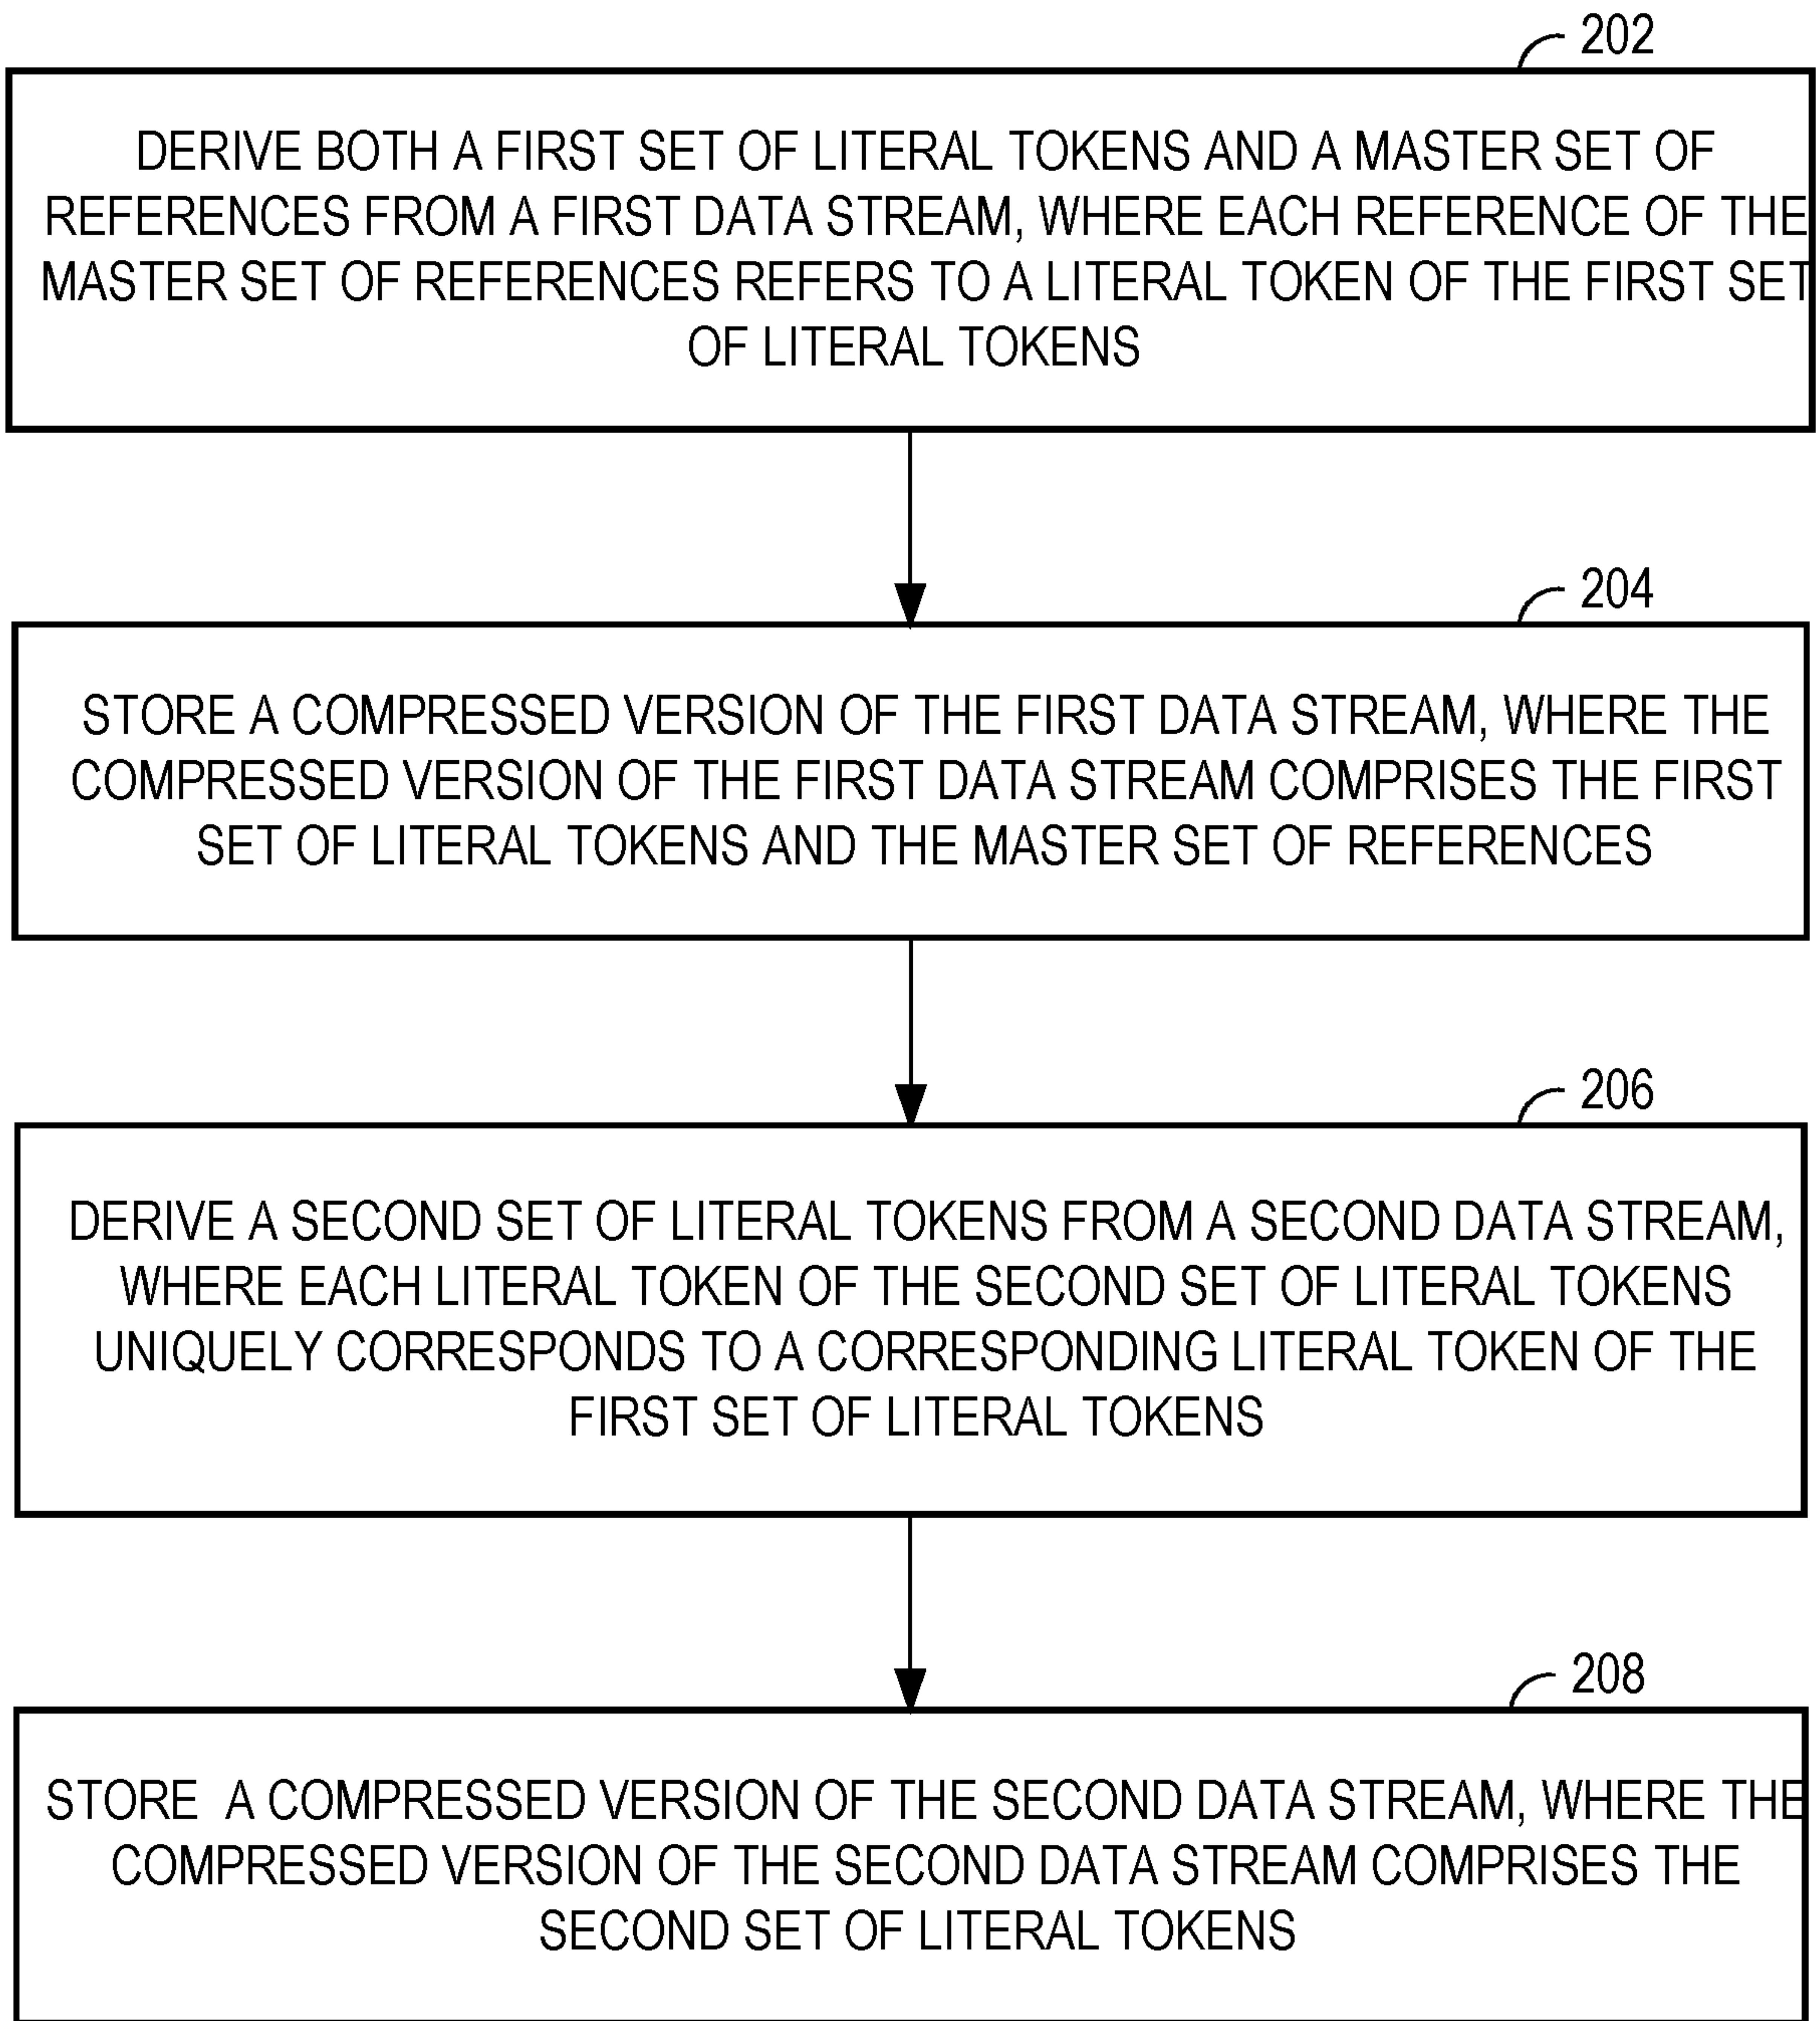 202
DERIVE BOTH A FIRST SET OF LITERAL TOKENS AND A MASTER SET OF
REFERENCES FROM A FIRST DATA STREAM, WHERE EACH REFERENCE OF THE
MASTER SET OF REFERENCES REFERS TO A LITERAL TOKEN OF THE FIRST SET
OF LITERAL TOKENS
204
STORE A COMPRESSED VERSION OF THE FIRST DATA STREAM, WHERE THE
COMPRESSED VERSION OF THE FIRST DATA STREAM COMPRISES THE FIRST
SET OF LITERAL TOKENS AND THE MASTER SET OF REFERENCES
206
DERIVE A SECOND SET OF LITERAL TOKENS FROM A SECOND DATA STREAM,
WHERE EACH LITERAL TOKEN OF THE SECOND SET OF LITERAL TOKENS
UNIQUELY CORRESPONDS TO A CORRESPONDING LITERAL TOKEN OF THE
FIRST SET OF LITERAL TOKENS
208
STORE A COMPRESSED VERSION OF THE SECOND DATA STREAM, WHERE THE
COMPRESSED VERSION OF THE SECOND DATA STREAM COMPRISES THE
SECOND SET OF LITERAL TOKENS